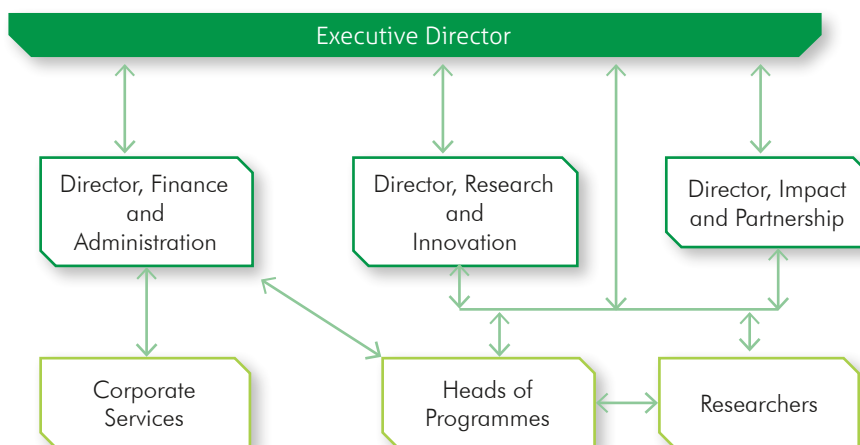 Executive Director
Director, Finance
and
Administration
Director, Research
and
Innovation
Director, Impact
and Partnership
Corporate
Services
Heads of
Programmes
Researchers